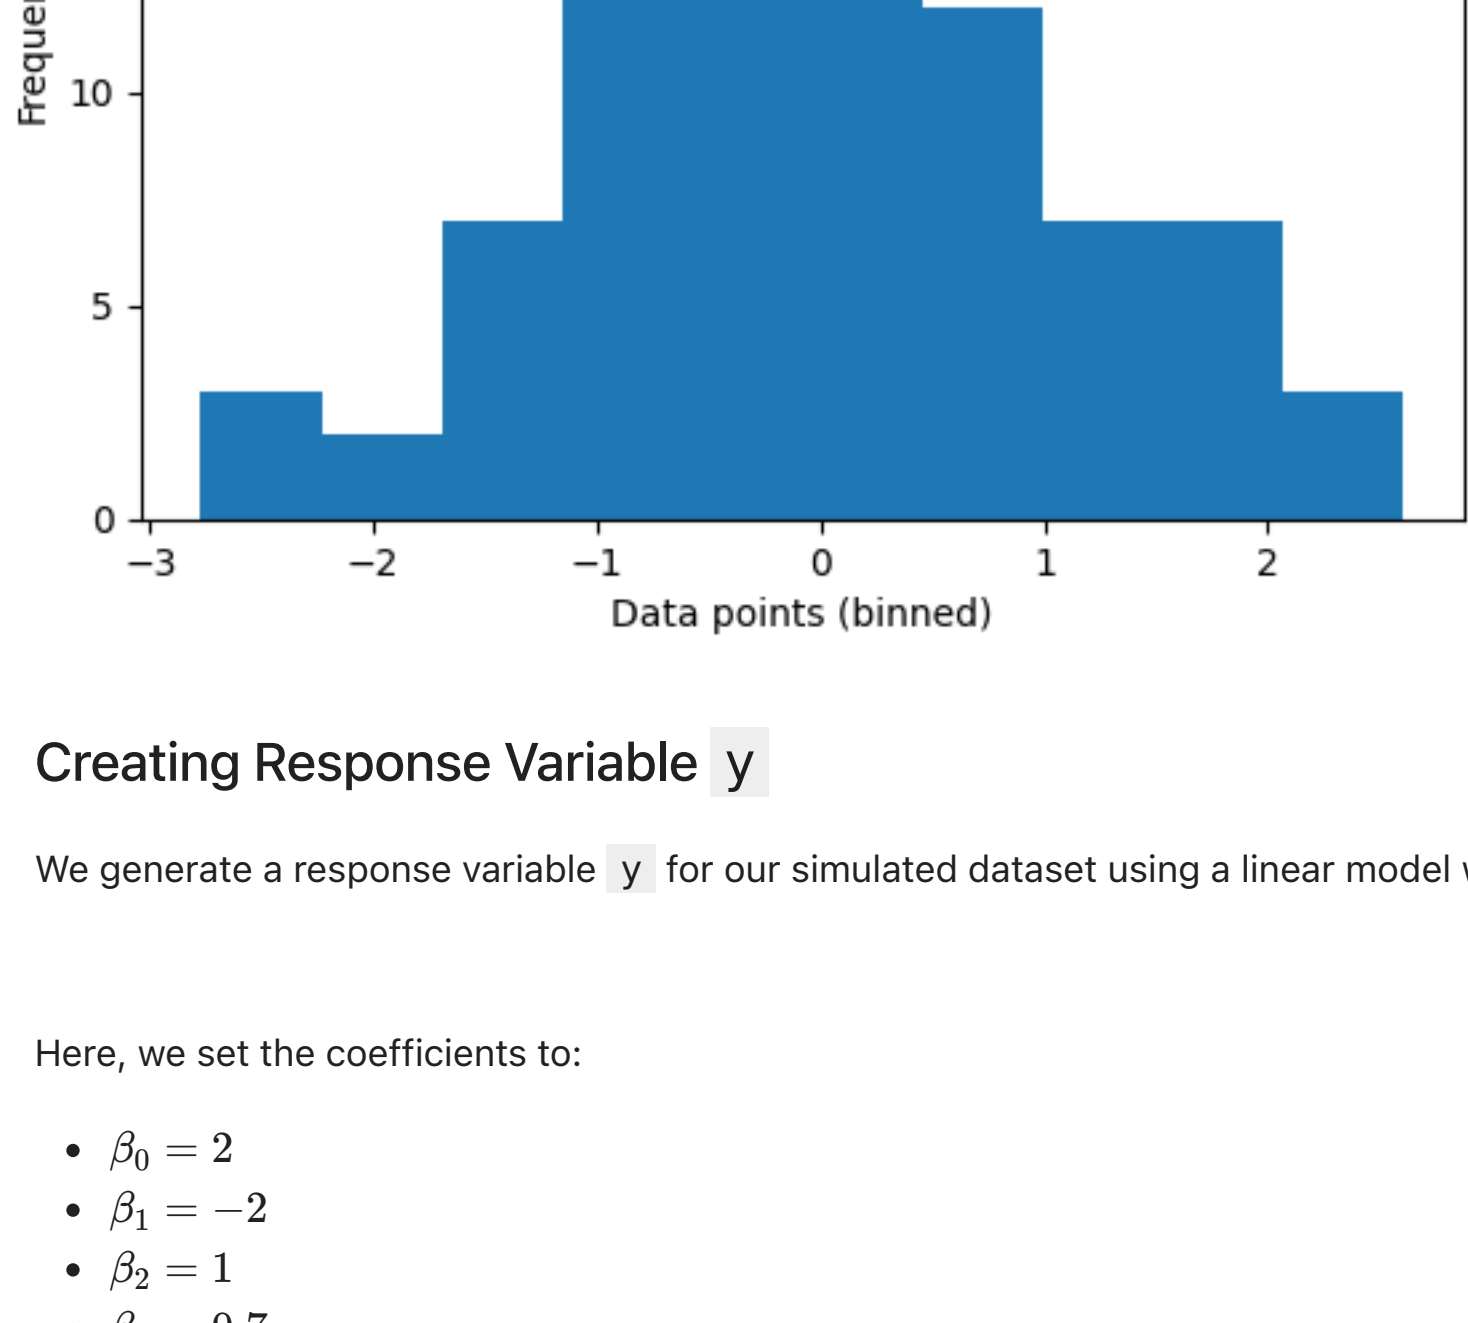 10
5
0
−3 −2 −1 0 1 2
Data points (binned)
Creating Response Variable y
We generate a response variable y for our simulated dataset using a linear model
Here, we set the coefficients to:
• β₀ = 2
• β₁ = −2
• β₂ = 1